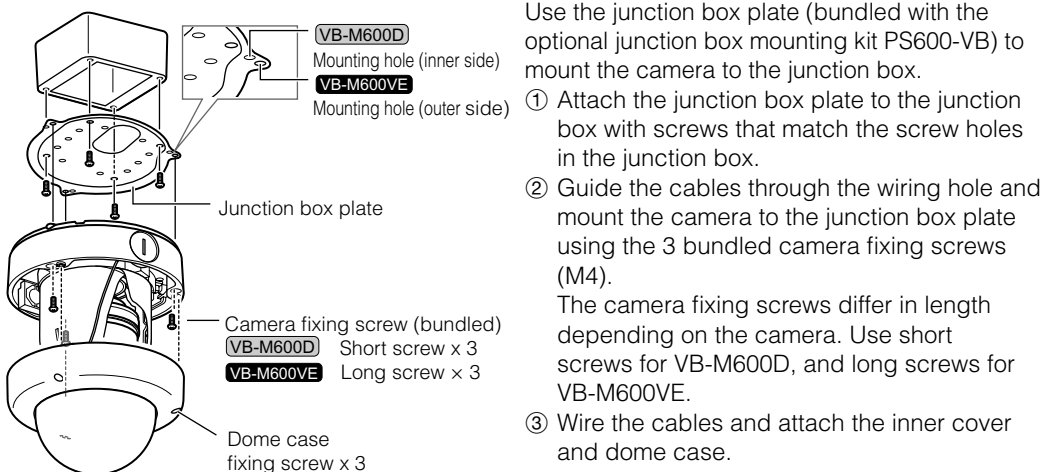 VB-M600D
Mounting hole (inner side)
VB-M600VE
Mounting hole (outer side)
Junction box plate
Camera fixing screw (bundled)
VB-M600D Short screw x 3
VB-M600VE Long screw × 3
Dome case
fixing screw x 3
Use the junction box plate (bundled with the
optional junction box mounting kit PS600-VB) to
mount the camera to the junction box.
① Attach the junction box plate to the junction
box with screws that match the screw holes
in the junction box.
② Guide the cables through the wiring hole and
mount the camera to the junction box plate
using the 3 bundled camera fixing screws
(M4).
The camera fixing screws differ in length
depending on the camera. Use short
screws for VB-M600D, and long screws for
VB-M600VE.
③ Wire the cables and attach the inner cover
and dome case.